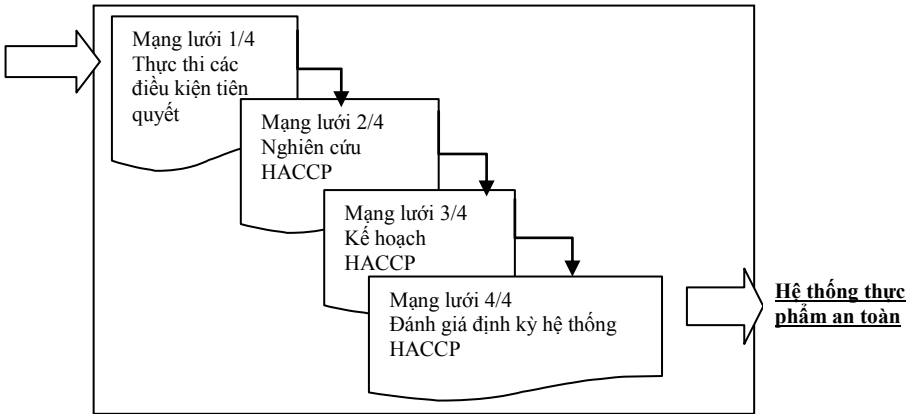 Mạng lưới 1/4
Thực thi các
điều kiện tiên
quyết
Mạng lưới 2/4
Nghiên cứu
HACCP
Mạng lưới 3/4
Kế hoạch
HACCP
Mạng lưới 4/4
Đánh giá định kỳ hệ thống
HACCP
Hệ thống thực
phẩm an toàn